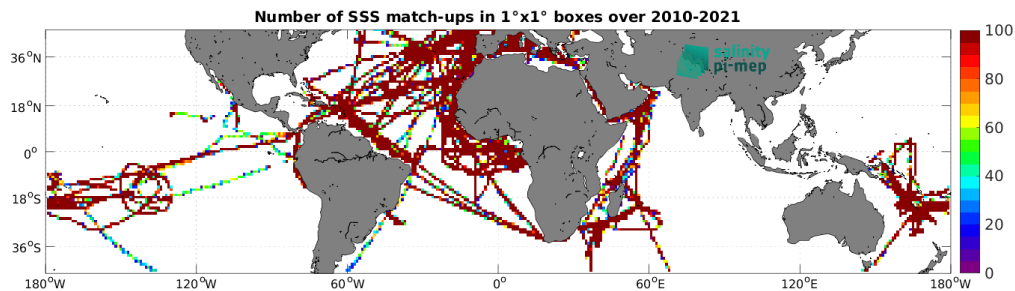 Number of SSS match-ups in 1°x1° boxes over 2010-2021
salinity
pi-mep
36°N
18°N
0°
18°S
36°S
180°W
120°W
60°W
0°
60°E
120°E
180°W
100
80
60
40
20
0